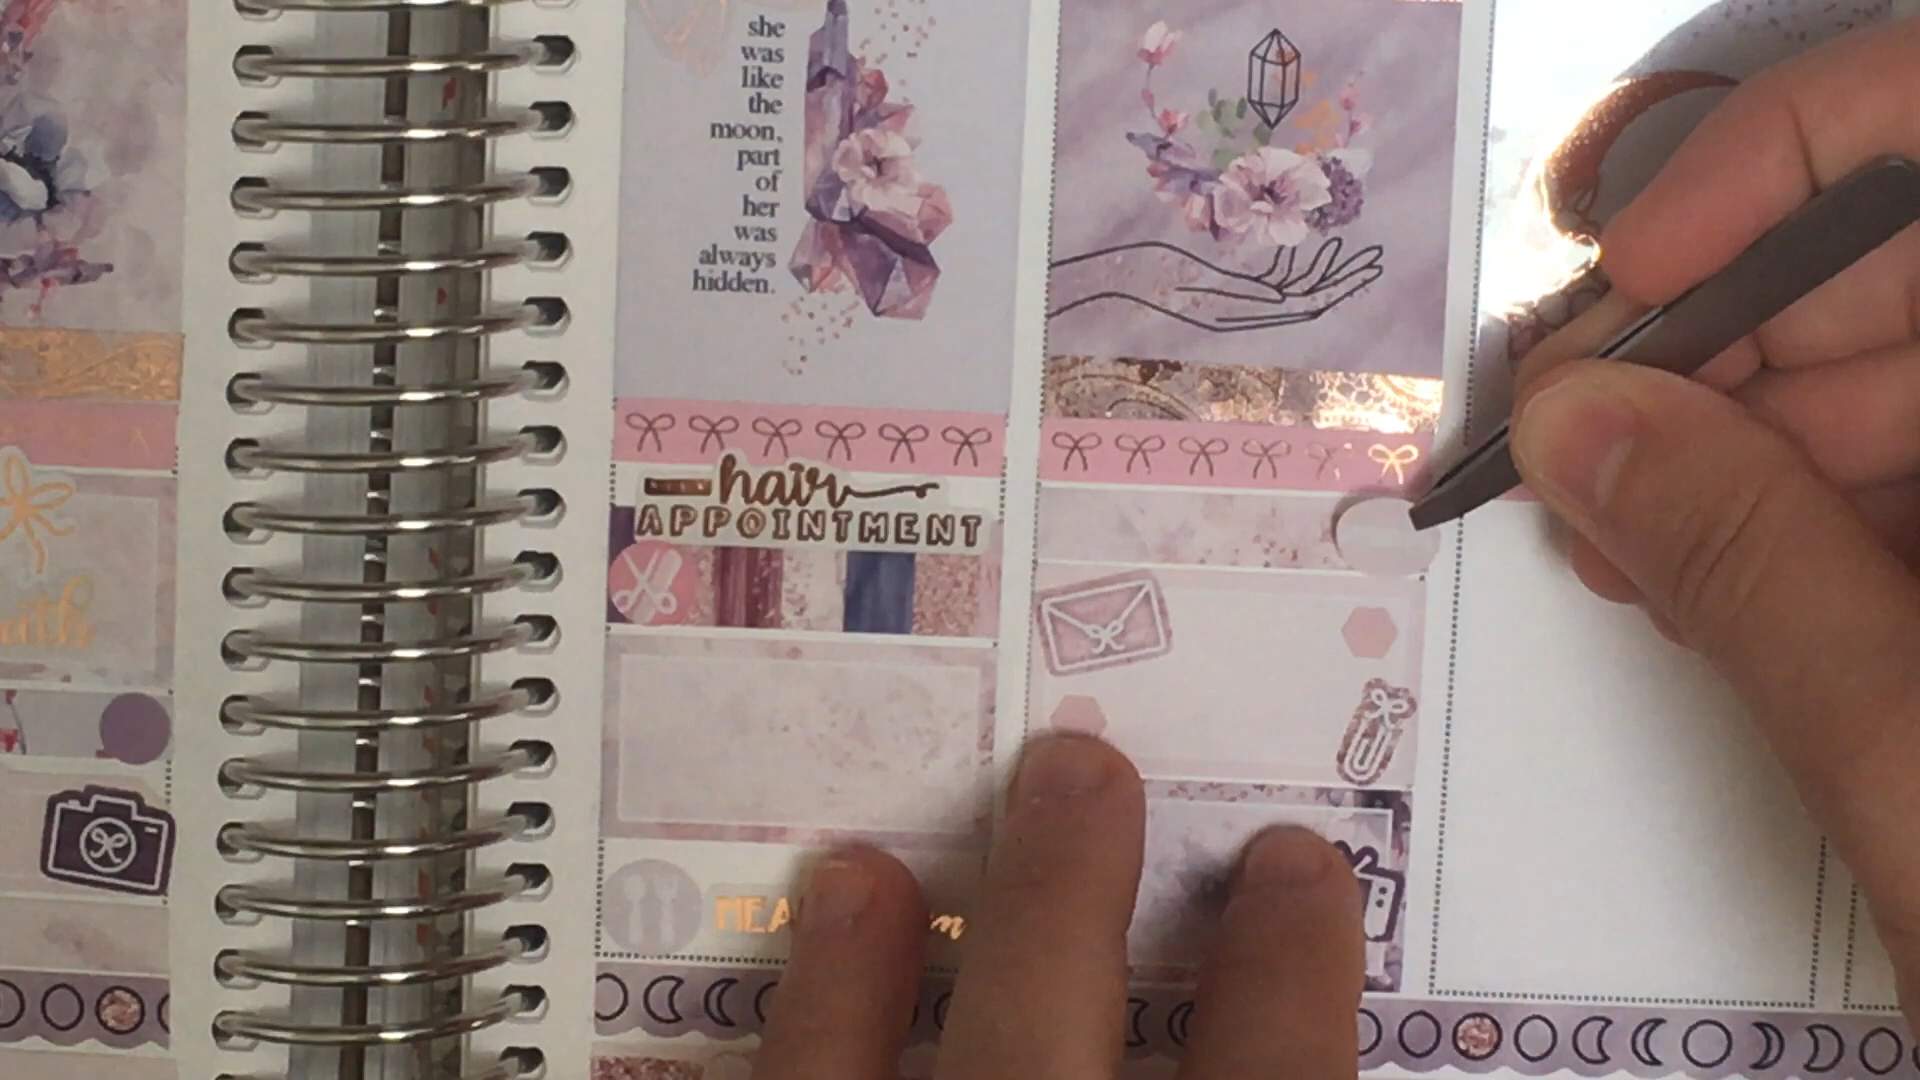 she
was
like
the
moon,
part
of
her
was
always
hidden.
hair
APPOINTMENT